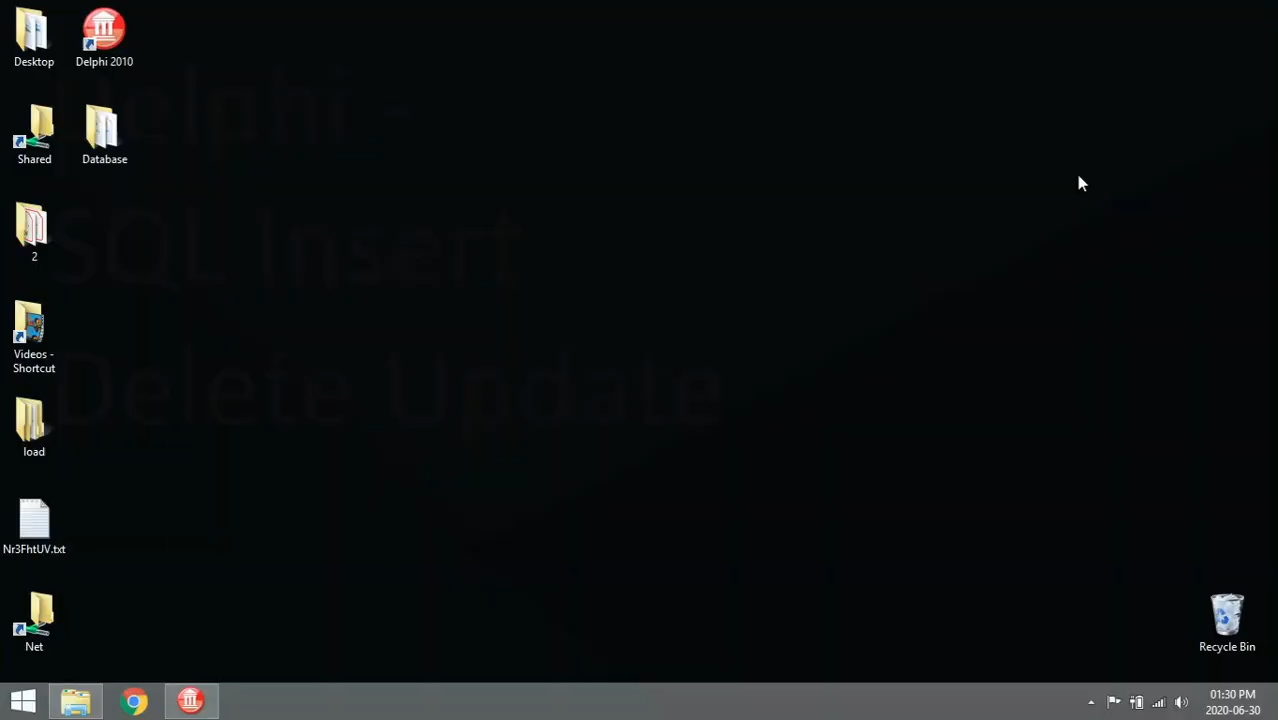 Desktop
Delphi 2010
Shared
Database
2
Videos -
Shortcut
load
Nr3FhtUV.txt
Net
Delphi -
SQL Insert
Delete Update
Recycle Bin
01:30 PM
2020-06-30